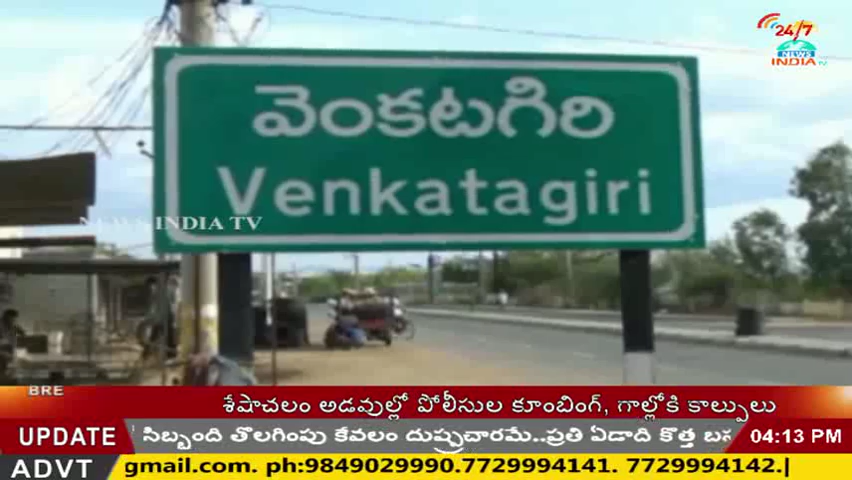 24/7
NEWS
INDIA TV
వెంకటగిరి
Venkatagiri
NEWS INDIA TV
BRE
శేషాచలం అడవుల్లో పోలీసుల కూంబింగ్, గాల్లోకి కాల్పులు
UPDATE
సిబ్బంది తొలగింపు కేవలం దుష్ప్రచారమే..ప్రతి ఏడాది కొత్త
04:13 PM
ADVT
gmail.com. ph:9849029990.7729994141. 7729994142.